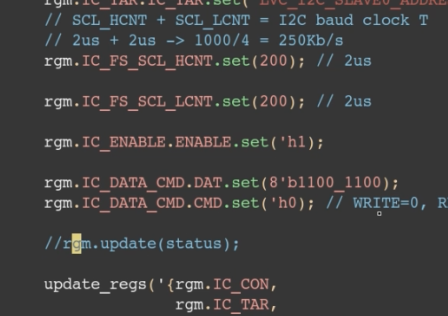 rgm.IC_TAR.IC_TAR.set(`LVC_I2C_SLAVE0_ADDRE
// SCL_HCNT + SCL_LCNT = I2C baud clock T
// 2us + 2us -> 1000/4 = 250Kb/s
rgm.IC_FS_SCL_HCNT.set(200); // 2us
rgm.IC_FS_SCL_LCNT.set(200); // 2us
rgm.IC_ENABLE.ENABLE.set('h1);
rgm.IC_DATA_CMD.DAT.set(8'b1100_1100);
rgm.IC_DATA_CMD.CMD.set('h0); // WRITE=0, R
//rgm.update(status);
update_regs('{rgm.IC_CON,
rgm.IC_TAR,